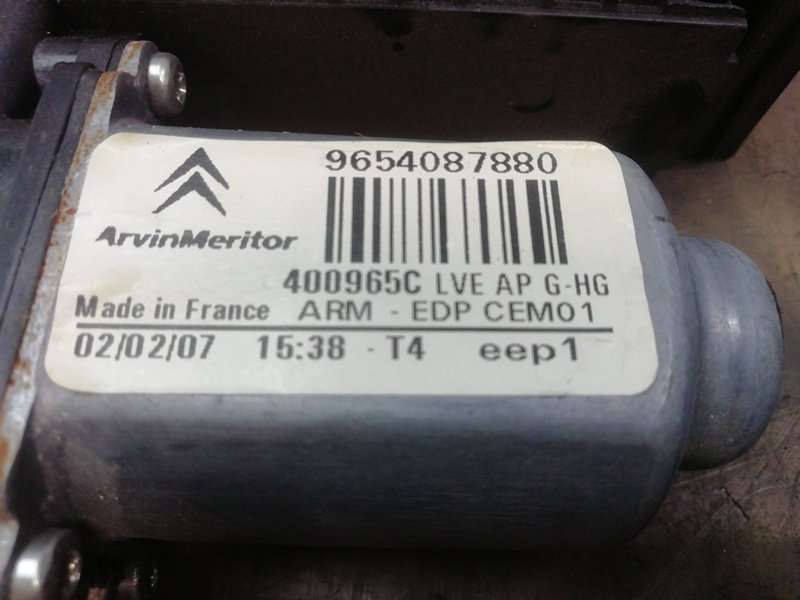 9654087880
ArvinMeritor
400965C LVE AP G-HG
Made in France ARM - EDP CEM01
02/02/07 15:38 - T4 eep1